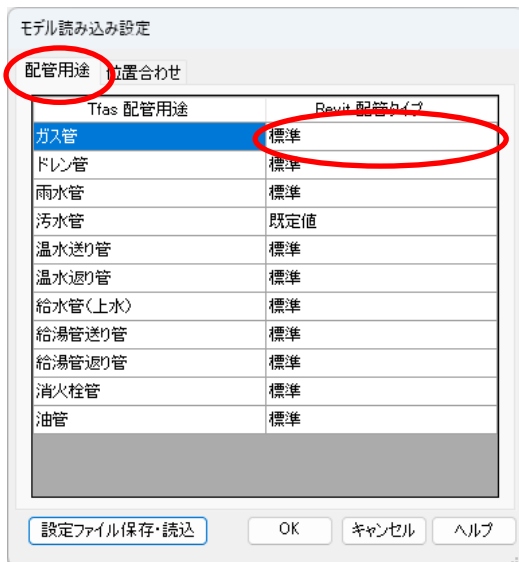 モデル読み込み設定
配管用途 位置合わせ
Tfas 配管用途 Revit 配管タイプ
ガス管 標準
ドレン管 標準
雨水管 標準
汚水管 既定値
温水送り管 標準
温水返り管 標準
給水管(上水) 標準
給湯管送り管 標準
給湯管返り管 標準
消火栓管 標準
油管 標準
設定ファイル保存・読込 OK キャンセル ヘルプ